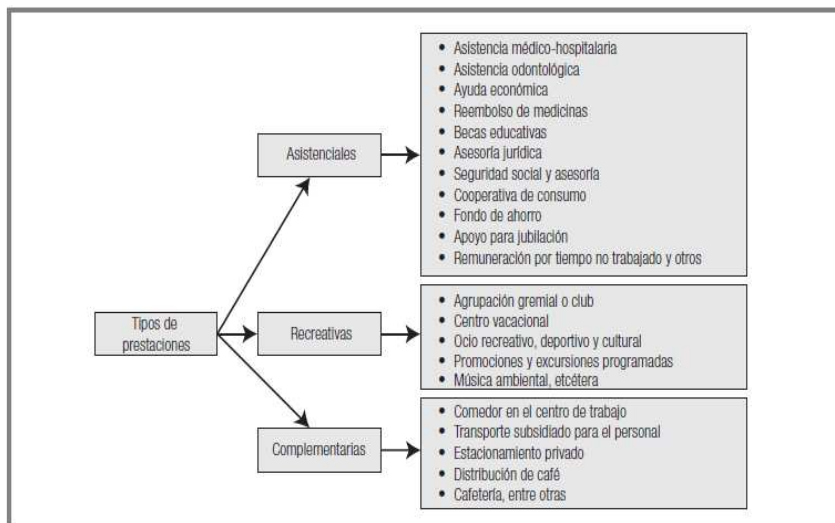 Tipos de
prestaciones
Asistenciales
• Asistencia médico-hospitalaria
• Asistencia odontológica
• Ayuda económica
• Reembolso de medicinas
• Becas educativas
• Asesoría jurídica
• Seguridad social y asesoría
• Cooperativa de consumo
• Fondo de ahorro
• Apoyo para jubilación
• Remuneración por tiempo no trabajado y otros
Recreativas
• Agrupación gremial o club
• Centro vacacional
• Ocio recreativo, deportivo y cultural
• Promociones y excursiones programadas
• Música ambiental, etcétera
Complementarias
• Comedor en el centro de trabajo
• Transporte subsidiado para el personal
• Estacionamiento privado
• Distribución de café
• Cafetería, entre otras